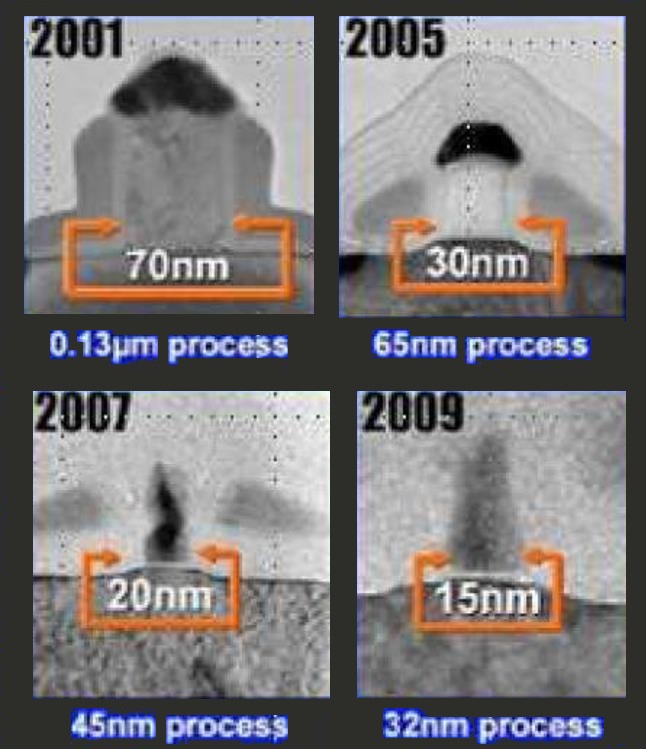 2001
70nm
0.13µm process
2005
30nm
65nm process
2007
20nm
45nm process
2009
15nm
32nm process